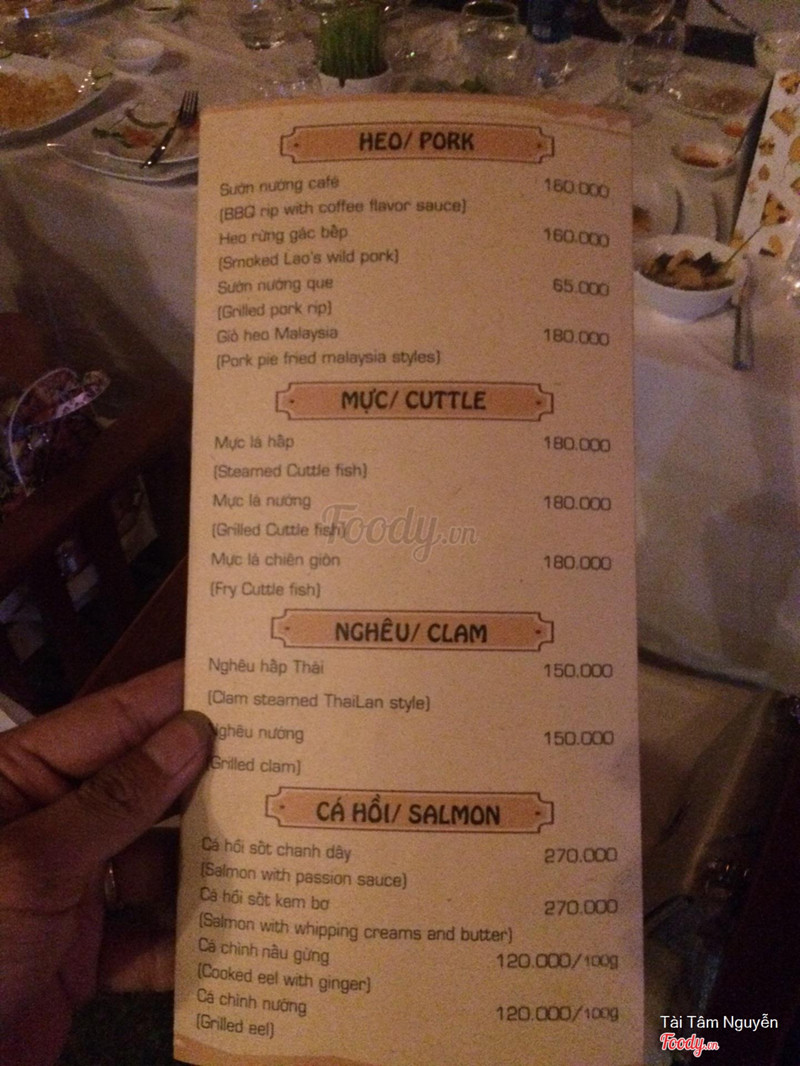 HEO/ PORK
Sườn nướng café 160.000
(BBQ rip with coffee flavor sauce)
Heo rừng gác bếp 160.000
(Smoked Lao's wild pork)
Sườn nướng que 65.000
(Grilled pork rip)
Giò heo Malaysia 180.000
(Pork pie fried malaysia styles)
MỰC/ CUTTLE
Mực lá hấp 180.000
(Steamed Cuttle fish)
Mực lá nướng 180.000
(Grilled Cuttle fish)
Foody.vn
Mực lá chiên giòn 180.000
(Fry Cuttle fish)
NGHÊU/ CLAM
Nghêu hấp Thái 150.000
(Clam steamed ThaiLan style)
Nghêu nướng 150.000
(Grilled clam)
CÁ HỒI/ SALMON
Cá hồi sốt chanh dây 270.000
(Salmon with passion sauce)
Cá hồi sốt kem bơ 270.000
(Salmon with whipping creams and butter)
Cá chình nấu gừng 120.000/100g
(Cooked eel with ginger)
Cá chình nướng 120.000/100g
(Grilled eel)
Tài Tâm Nguyễn
Foody.vn